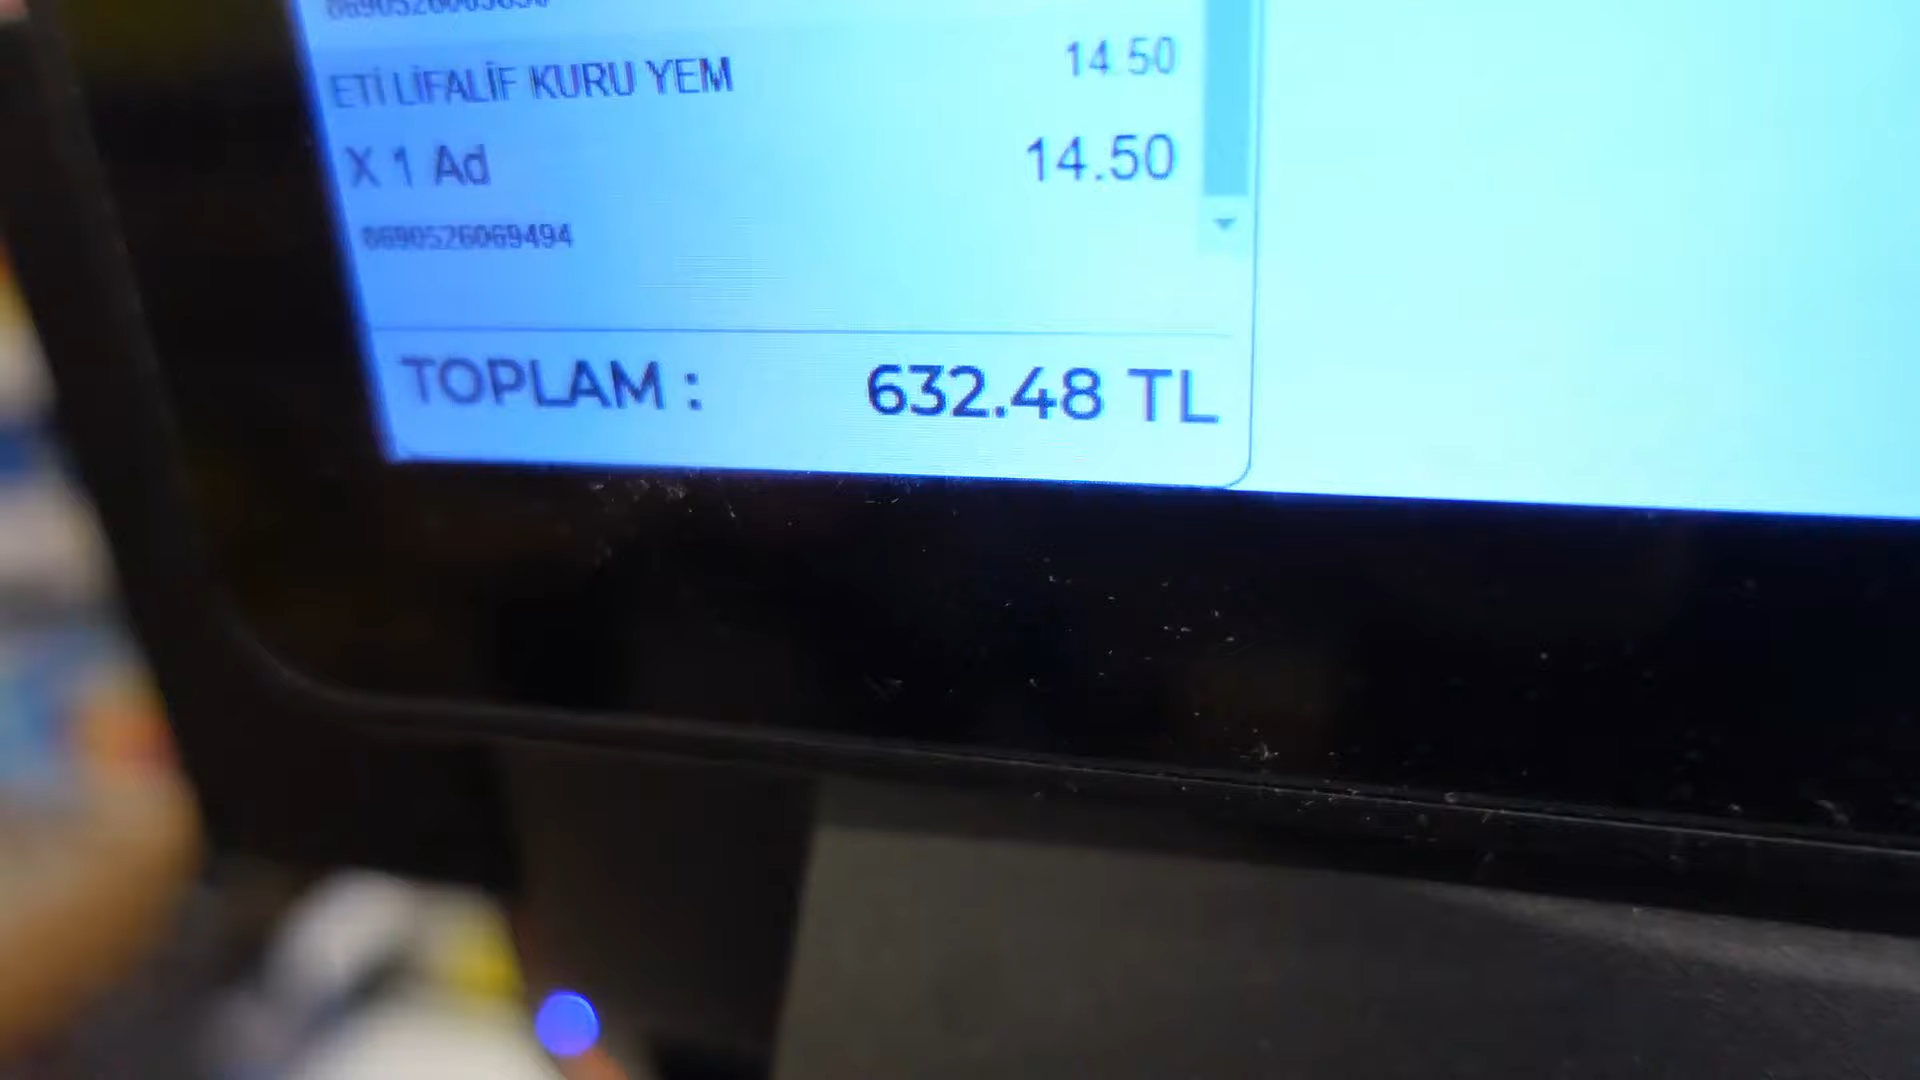 ETİ LİFALİF KURU YEM 14.50
X 1 Ad 14.50
8690526069494
TOPLAM : 632.48 TL